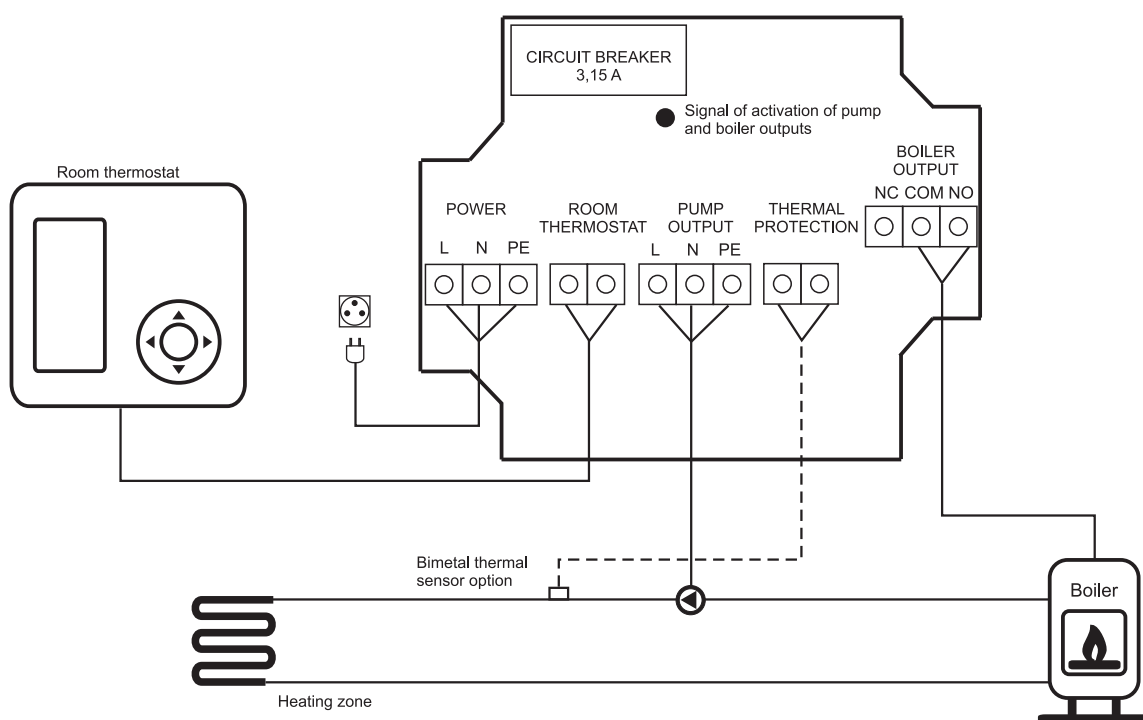 CIRCUIT BREAKER
3,15 A
Signal of activation of pump
and boiler outputs
BOILER
OUTPUT
NC COM NO
Room thermostat
POWER
L N PE
ROOM
THERMOSTAT
PUMP
OUTPUT
L N PE
THERMAL
PROTECTION
Bimetal thermal
sensor option
Boiler
Heating zone